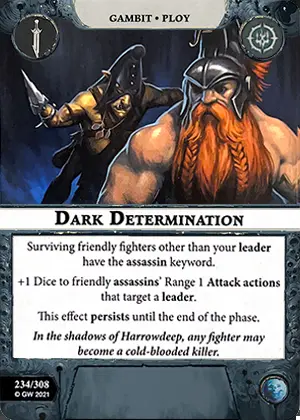 GAMBIT • PLOY
DARK DETERMINATION
Surviving friendly fighters other than your leader
have the assassin keyword.
+1 Dice to friendly assassins' Range 1 Attack actions
that target a leader.
This effect persists until the end of the phase.
In the shadows of Harrowdeep, any fighter may
become a cold-blooded killer.
234/308
© GW 2021